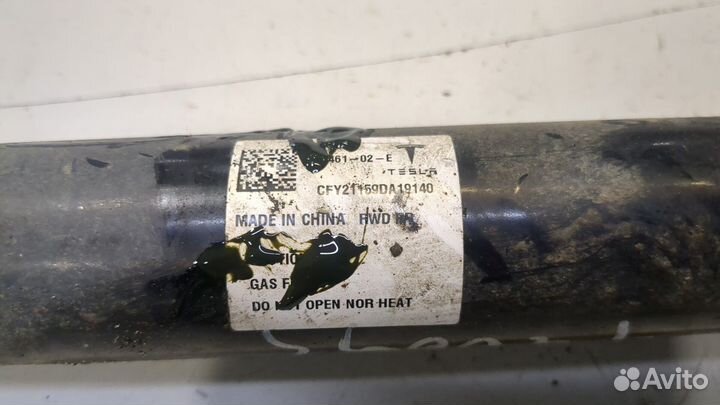 461-02-E
TESLA
CFY21159DA19140
MADE IN CHINA RWD RR
GAS
DO NOT OPEN NOR HEAT
Avito